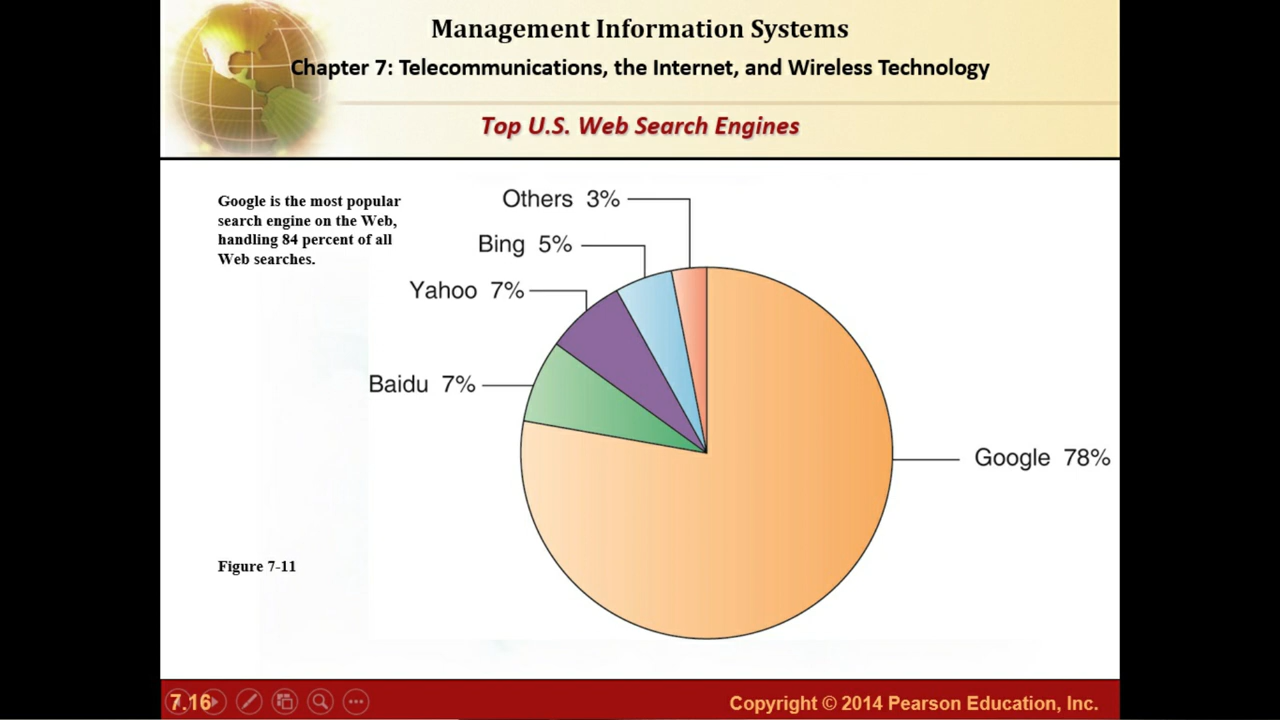 Management Information Systems
Chapter 7: Telecommunications, the Internet, and Wireless Technology
Top U.S. Web Search Engines
Google is the most popular
search engine on the Web,
handling 84 percent of all
Web searches.
Others 3%
Bing 5%
Yahoo 7%
Baidu 7%
Google 78%
Figure 7-11
7.16
Copyright © 2014 Pearson Education, Inc.